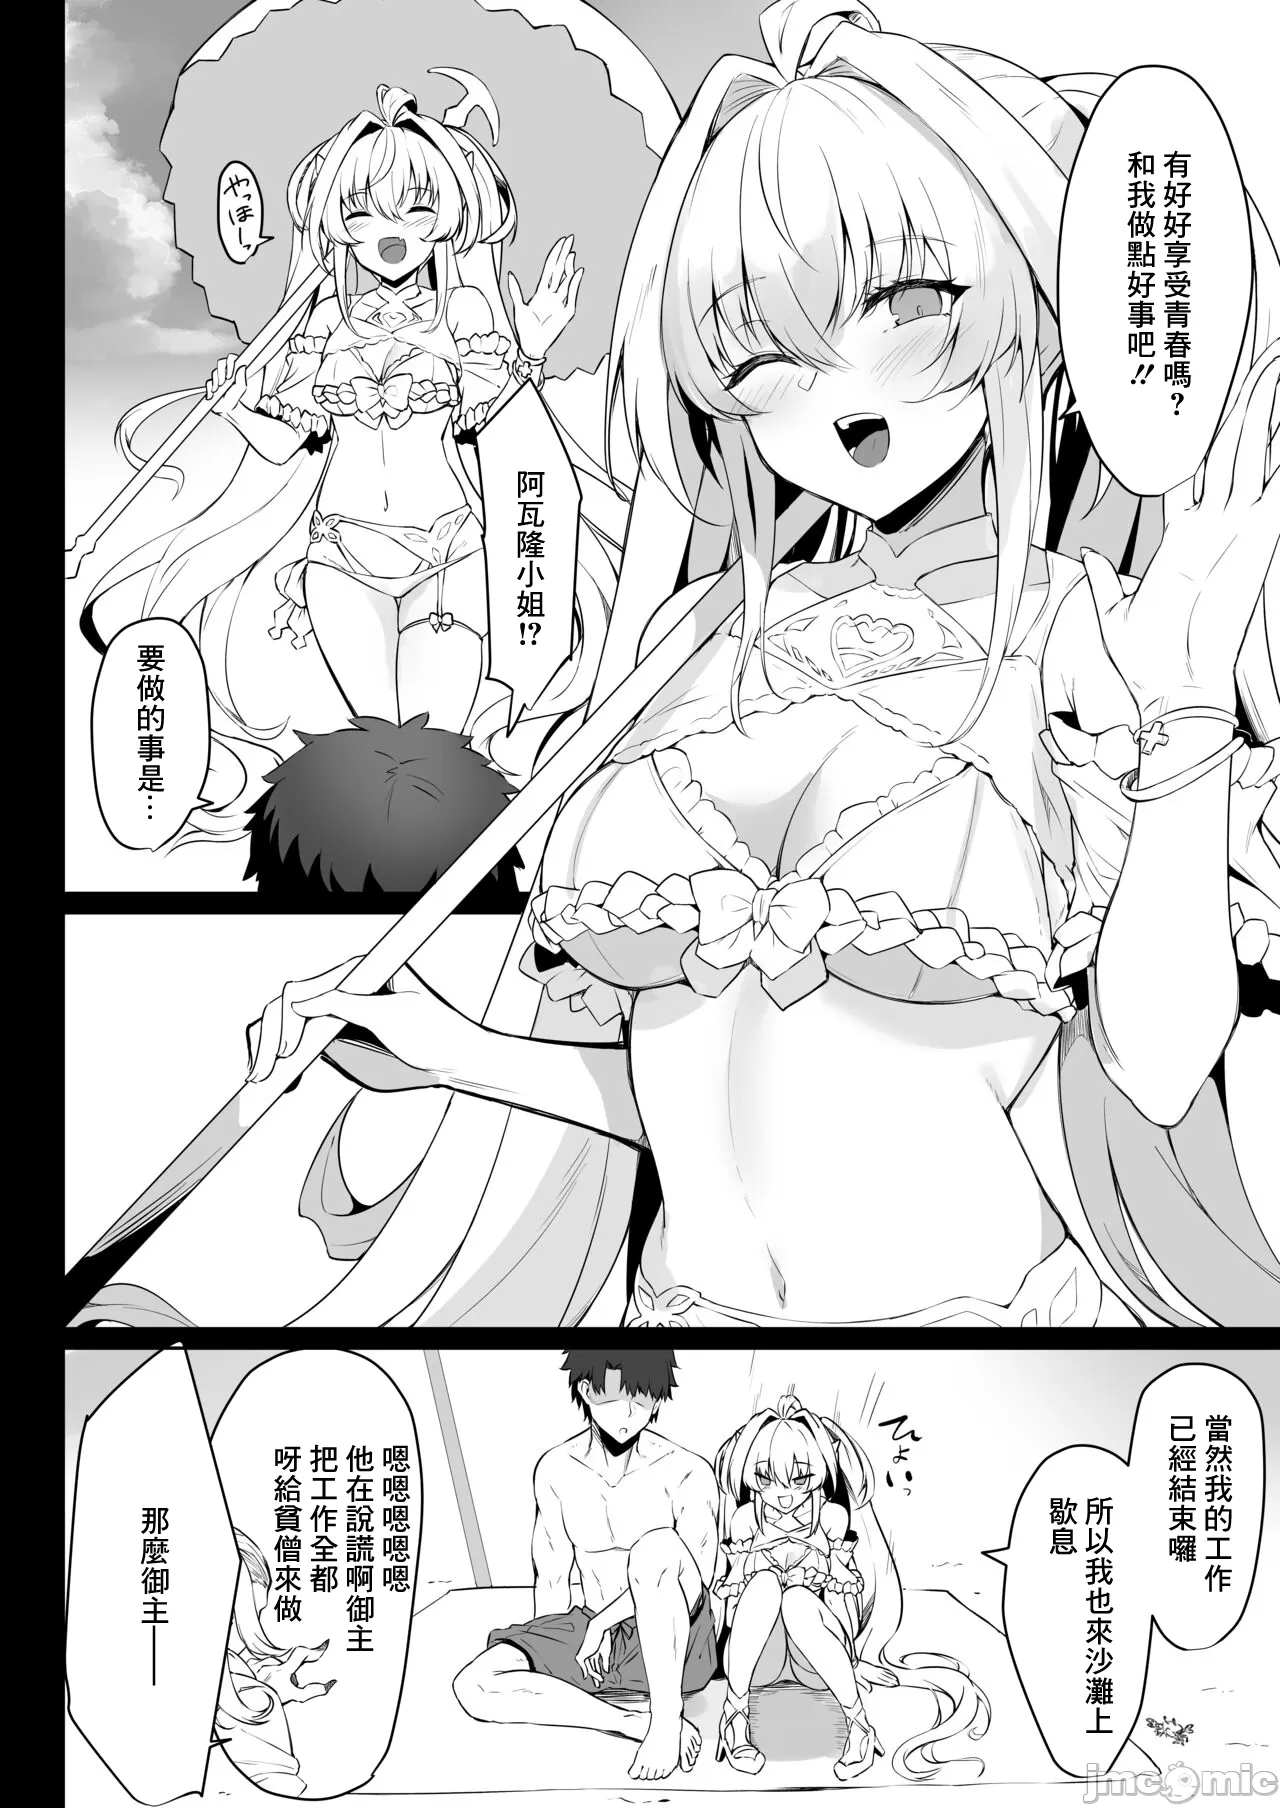 有好好享受青春嗎?
和我做點好事吧!!
やっほーっ
阿瓦隆小姐!?
要做的事是…
當然我的工作
已經結束囉
所以我也來沙灘上
歇息
ひょいっ
嗯嗯嗯嗯嗯
他在說謊啊御主
把工作全都
呀給貧僧來做
那麼御主──
jmcomic